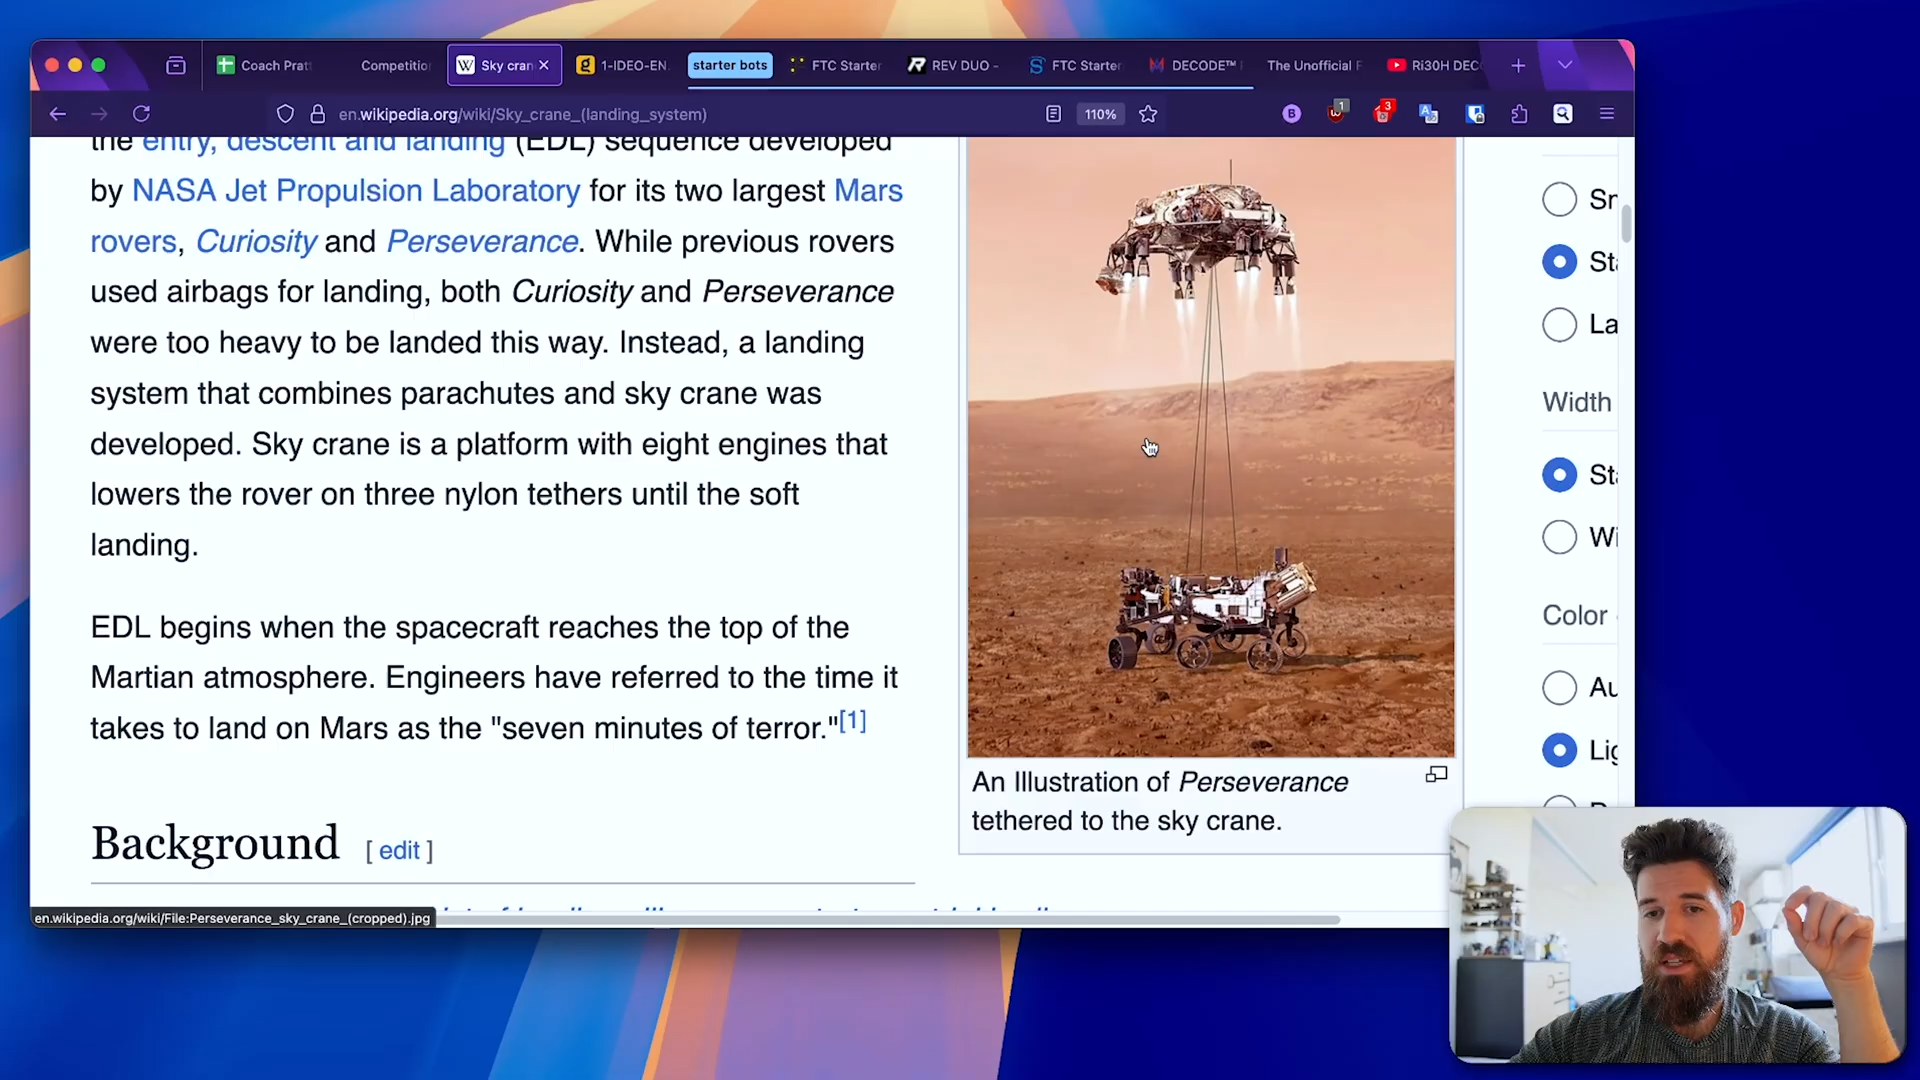 Coach Prat
Competitio
W Sky cran
1-IDEO-EN
starter bots
FTC Starter
REV DUO -
FTC Starter
DECODE™
The Unofficial F
Ri30H DEC
en.wikipedia.org/wiki/Sky_crane_(landing_system)
110%
1
3
the entry, descent and landing (EDL) sequence developed
by NASA Jet Propulsion Laboratory for its two largest Mars
rovers, Curiosity and Perseverance. While previous rovers
used airbags for landing, both Curiosity and Perseverance
were too heavy to be landed this way. Instead, a landing
system that combines parachutes and sky crane was
developed. Sky crane is a platform with eight engines that
lowers the rover on three nylon tethers until the soft
landing.
EDL begins when the spacecraft reaches the top of the
Martian atmosphere. Engineers have referred to the time it
takes to land on Mars as the "seven minutes of terror."[1]
Background [ edit ]
An Illustration of Perseverance
tethered to the sky crane.
Sm
Sta
La
Width
Sta
Wi
Color
Au
Lig
en.wikipedia.org/wiki/File:Perseverance_sky_crane_(cropped).jpg